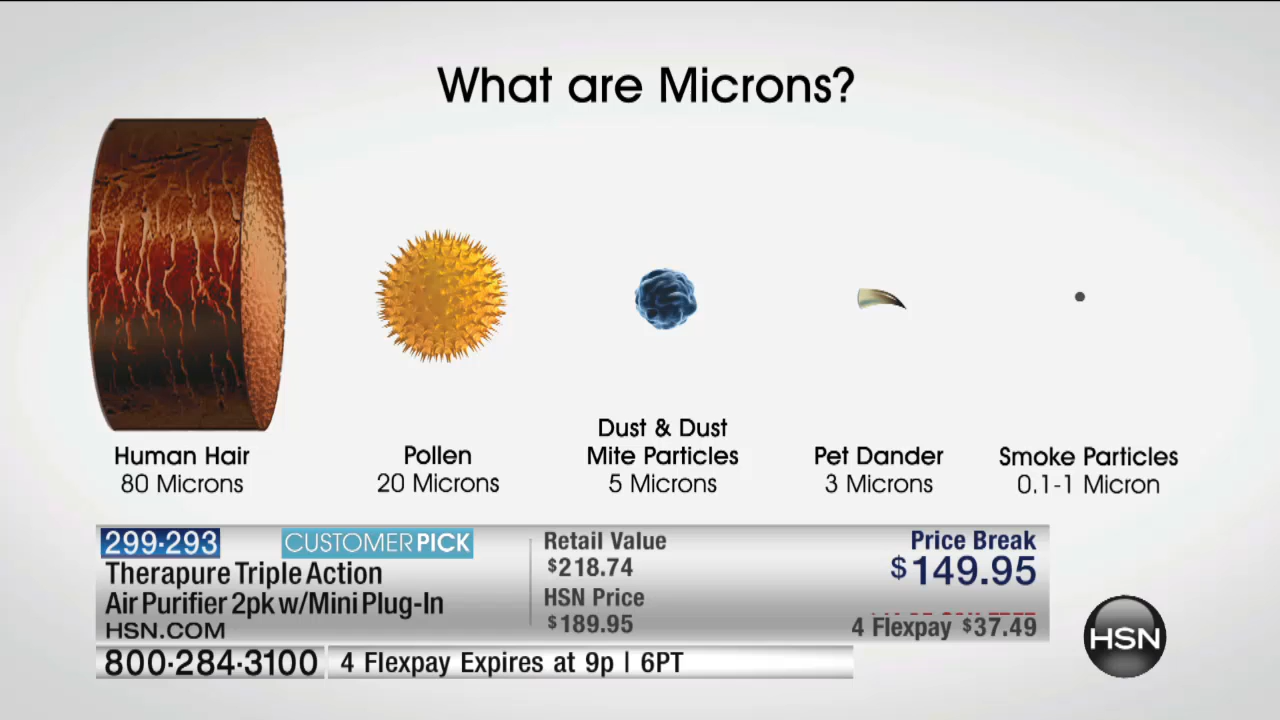 What are Microns?
Human Hair
80 Microns
Pollen
20 Microns
Dust & Dust
Mite Particles
5 Microns
Pet Dander
3 Microns
Smoke Particles
0.1-1 Micron
299·293
CUSTOMER PICK
Therapure Triple Action
Air Purifier 2pk w/Mini Plug-In
HSN.COM
Retail Value
$218.74
HSN Price
$189.95
Price Break
$149.95
4 Flexpay $37.49
800·284·3100
4 Flexpay Expires at 9p | 6PT
HSN